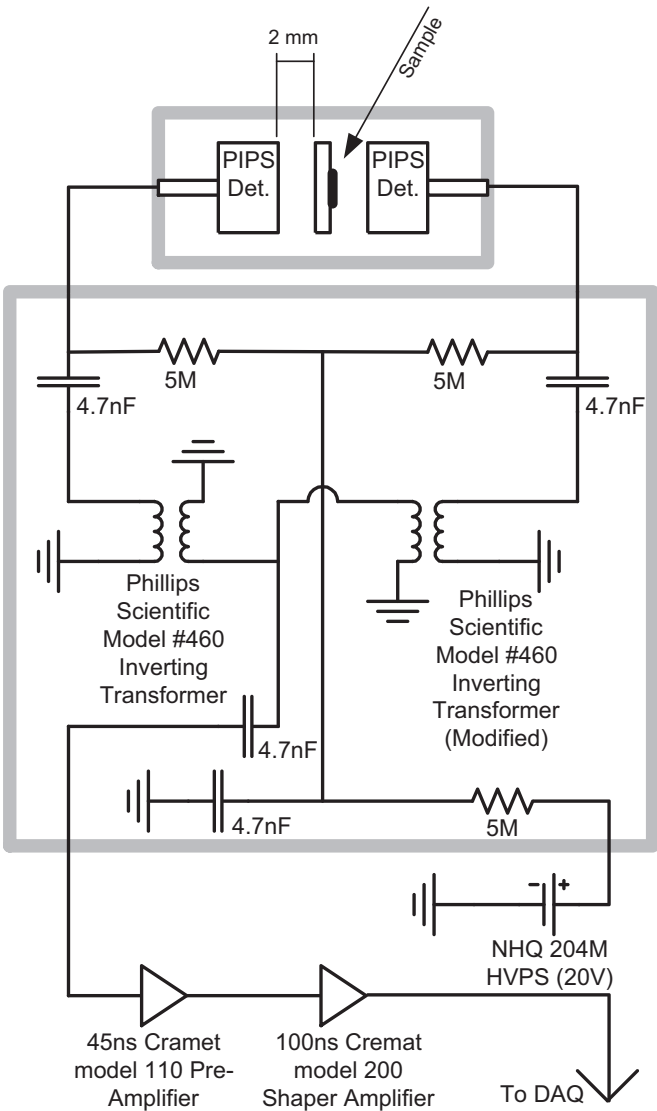 2 mm
Sample
PIPS
Det.
PIPS
Det.
5M
5M
4.7nF
4.7nF
Phillips
Scientific
Model #460
Inverting
Transformer
Phillips
Scientific
Model #460
Inverting
Transformer
(Modified)
4.7nF
4.7nF
5M
- +
NHQ 204M
HVPS (20V)
45ns Cramet
model 110 Pre-
Amplifier
100ns Cremat
model 200
Shaper Amplifier
To DAQ